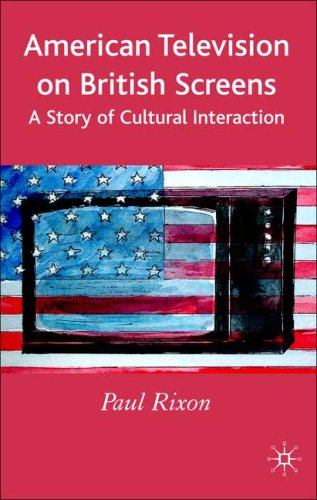 American Television
on British Screens
A Story of Cultural Interaction
Paul Rixon